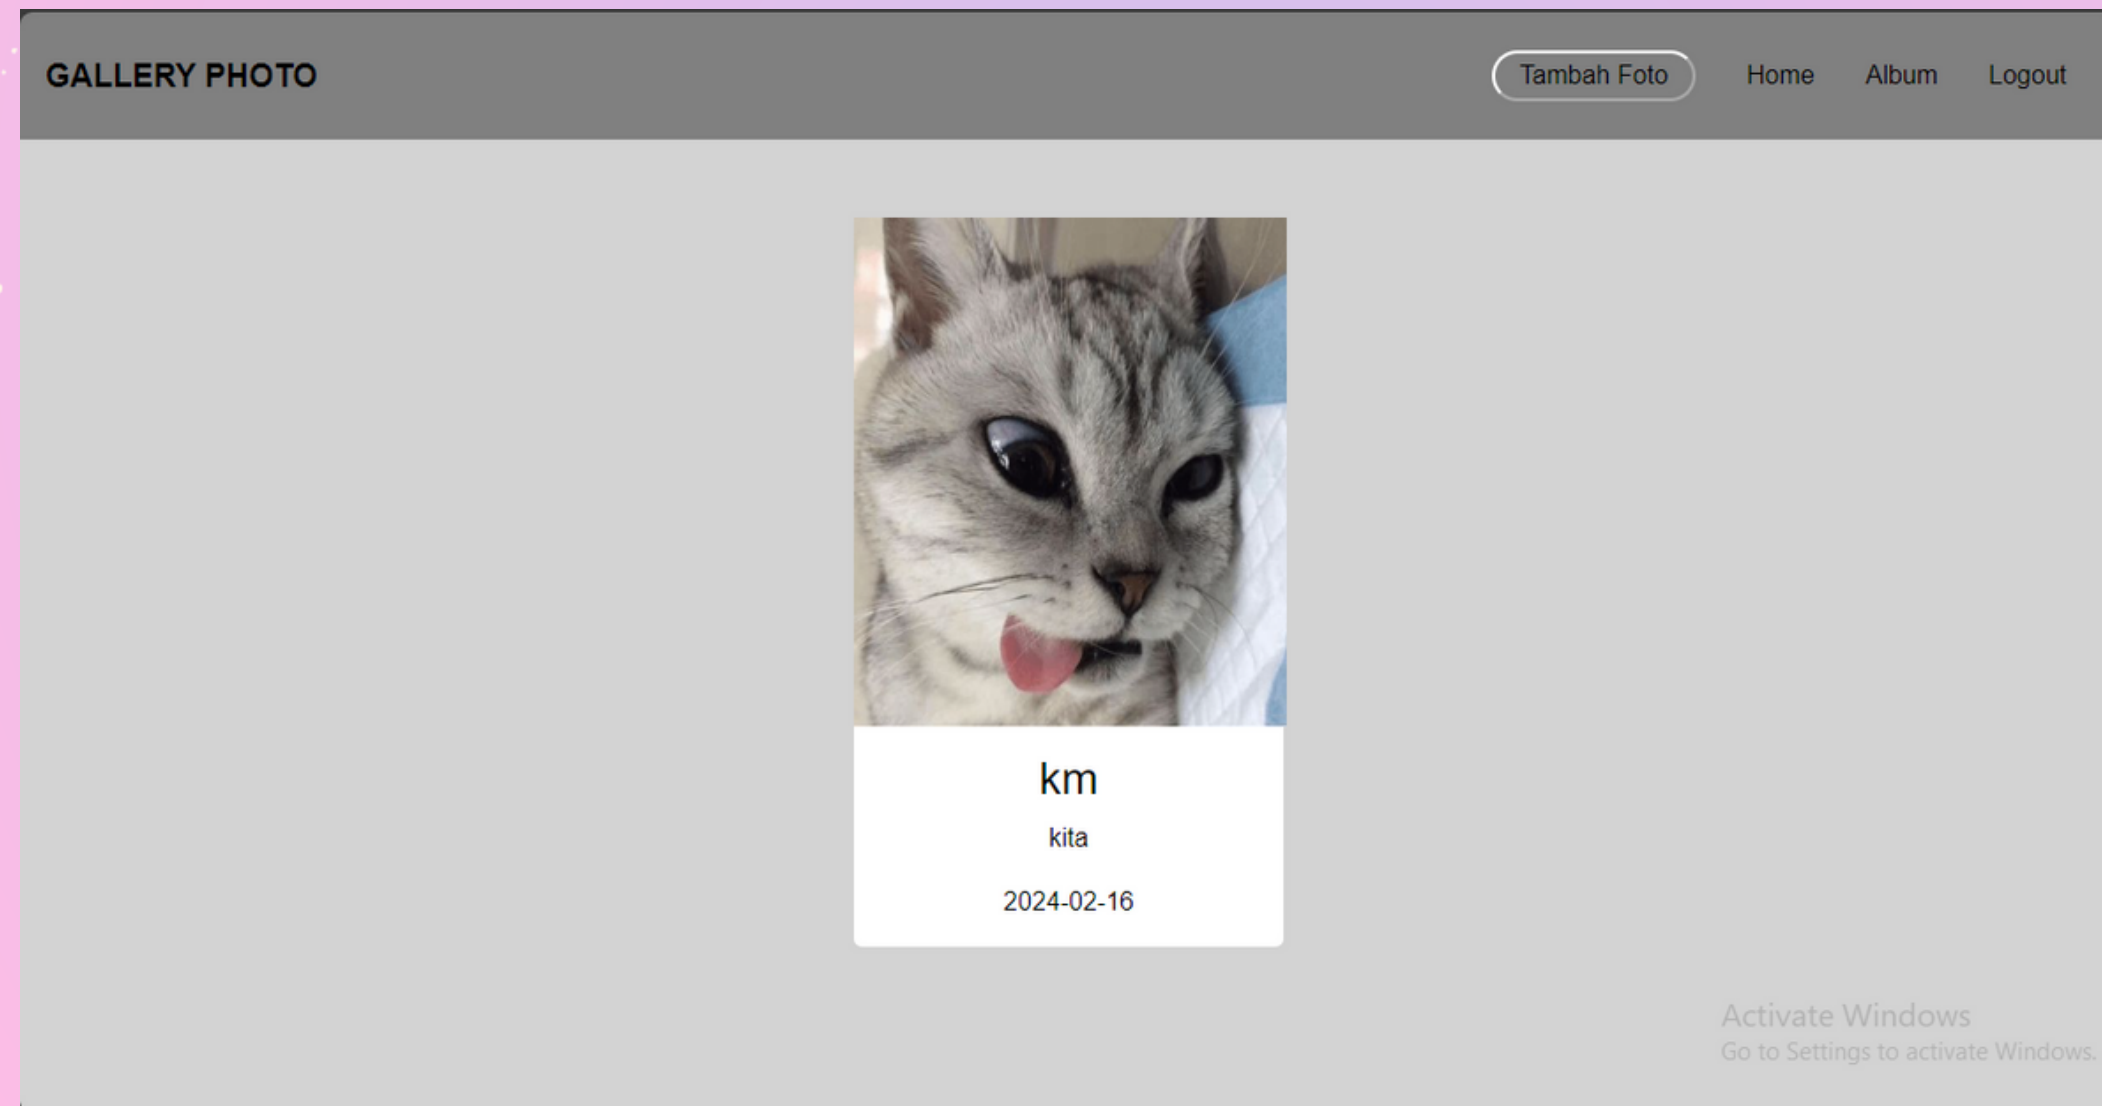 GALLERY PHOTO
Tambah Foto
Home
Album
Logout
km
kita
2024-02-16
Activate Windows
Go to Settings to activate Windows.